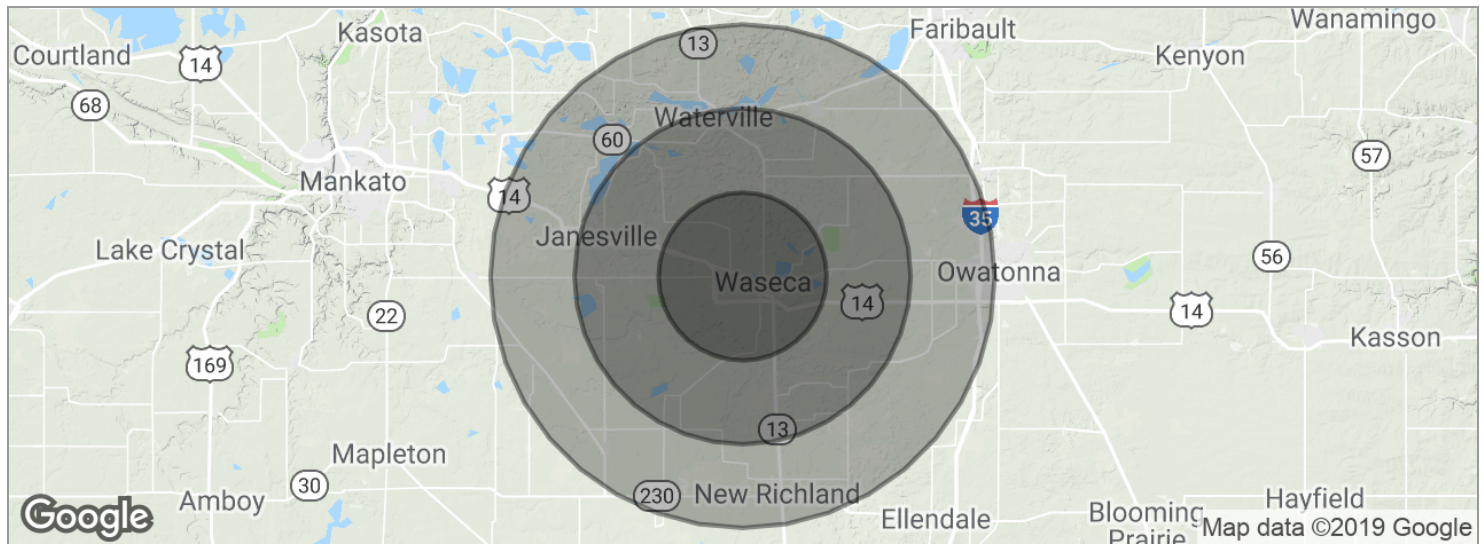 Kasota
Faribault
Wanamingo
13
Courtland
14
Kenyon
68
Waterville
60
57
Mankato
14
35
Janesville
Lake Crystal
56
Owatonna
Waseca
14
14
22
Kasson
169
13
Mapleton
30
230
New Richland
Amboy
Hayfield
Ellendale
Blooming
Prairie
Google
Map data ©2019 Google